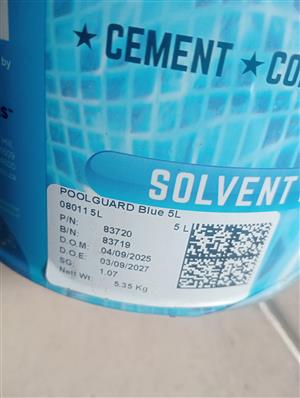 by
★ CEMENT ★
SOLVENT
POOLGUARD Blue 5L
080115L
5 L
P/N: 83720
B/N: 83719
D.O.M: 04/09/2025
D.O.E: 03/09/2027
SG: 1.07
Nett Wt: 5.35 Kg